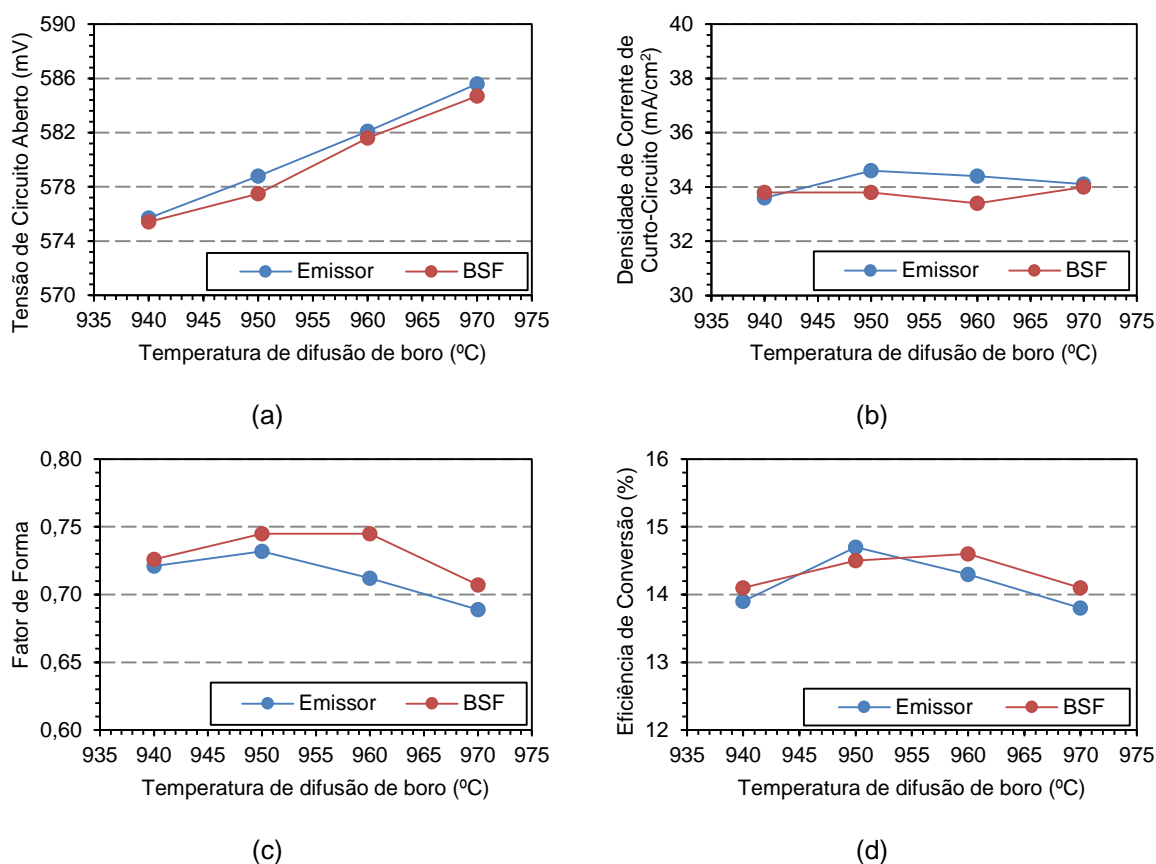 Tensão de Circuito Aberto (mV)
590
586
582
578
574
570
Emissor
BSF
935 940 945 950 955 960 965 970 975
Temperatura de difusão de boro (ºC)
(a)
Densidade de Corrente de
Curto-Circuito (mA/cm²)
40
38
36
34
32
30
Emissor
BSF
935 940 945 950 955 960 965 970 975
Temperatura de difusão de boro (ºC)
(b)
Fator de Forma
0,80
0,75
0,70
0,65
0,60
Emissor
BSF
935 940 945 950 955 960 965 970 975
Temperatura de difusão de boro (ºC)
(c)
Eficiência de Conversão (%)
16
15
14
13
12
Emissor
BSF
935 940 945 950 955 960 965 970 975
Temperatura de difusão de boro (ºC)
(d)